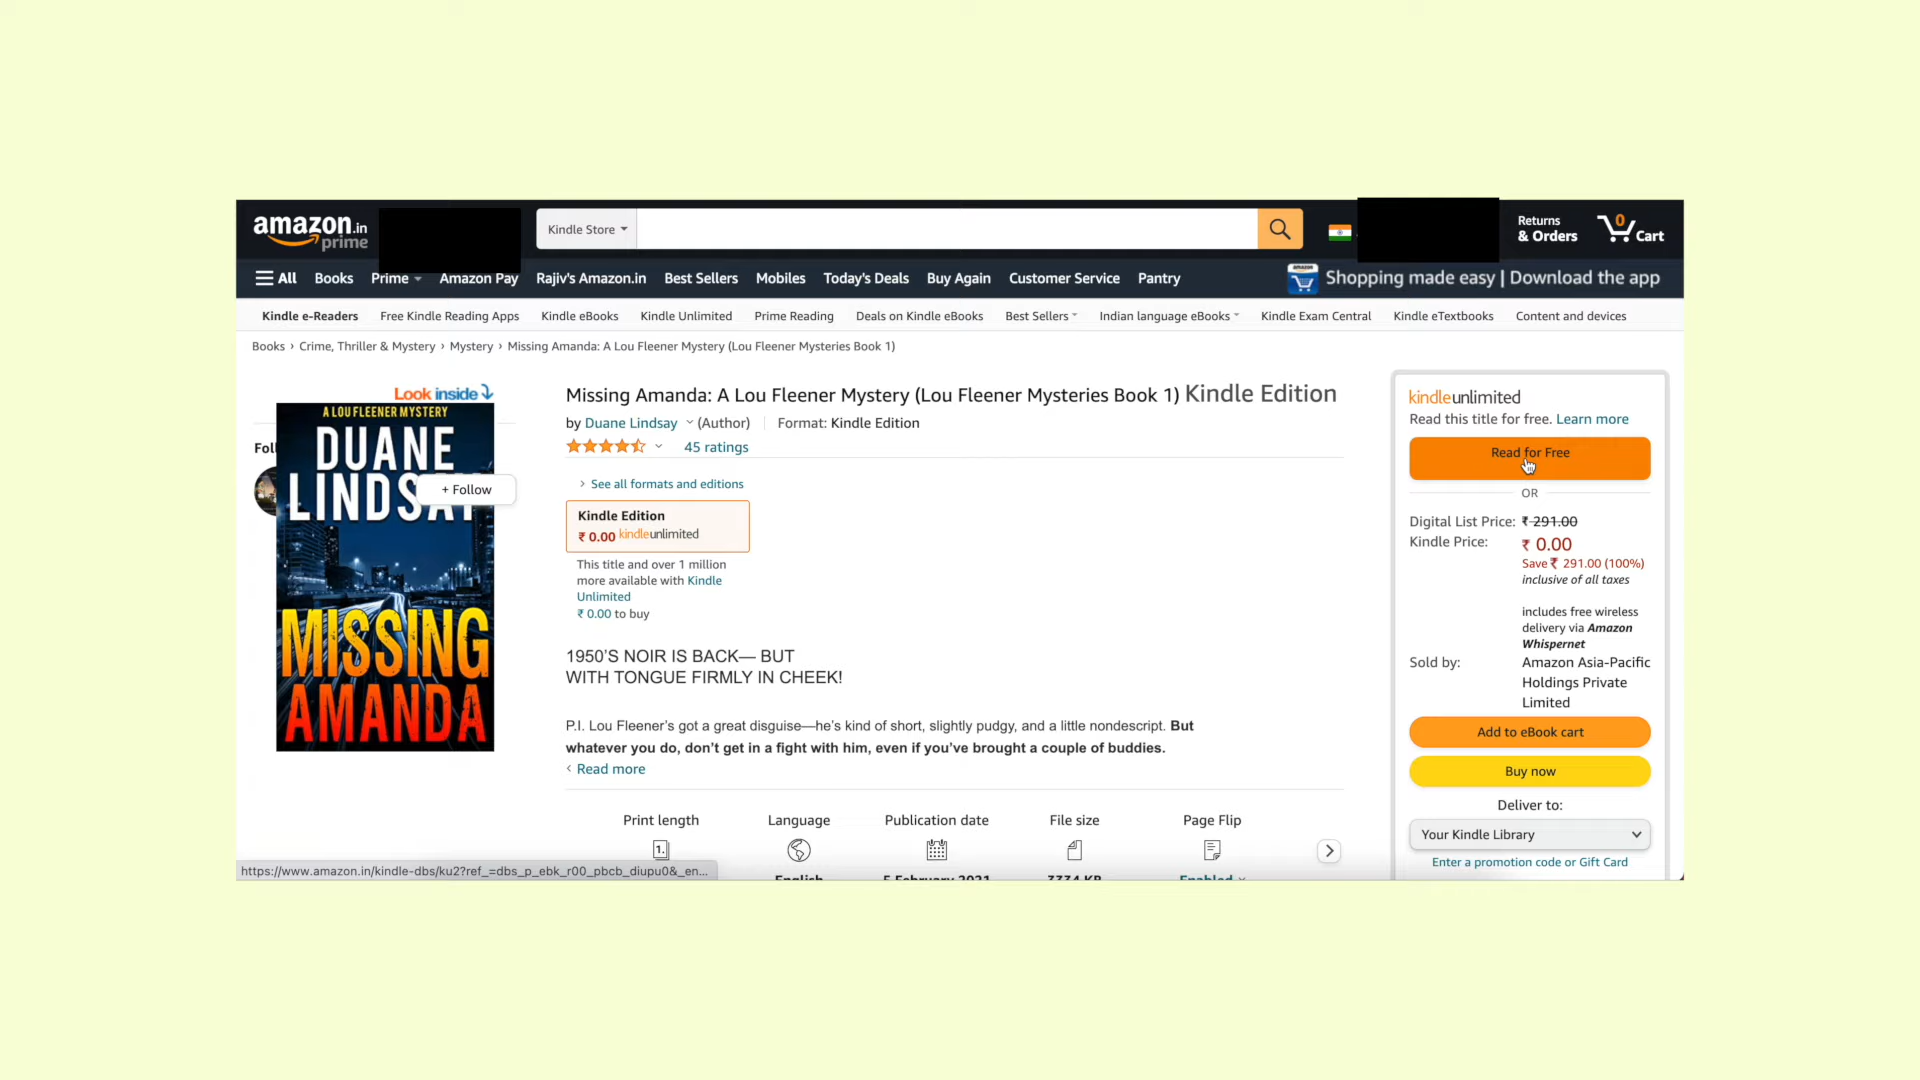 amazon.in
prime
Kindle Store
Returns
& Orders
0
Cart
All
Books
Prime
Amazon Pay
Rajiv's Amazon.in
Best Sellers
Mobiles
Today's Deals
Buy Again
Customer Service
Pantry
amazon
Shopping made easy | Download the app
Kindle e-Readers
Free Kindle Reading Apps
Kindle eBooks
Kindle Unlimited
Prime Reading
Deals on Kindle eBooks
Best Sellers
Indian language eBooks
Kindle Exam Central
Kindle eTextbooks
Content and devices
Books › Crime, Thriller & Mystery › Mystery › Missing Amanda: A Lou Fleener Mystery (Lou Fleener Mysteries Book 1)
Look inside
A LOU FLEENER MYSTERY
DUANE
MISSING
AMANDA
+ Follow
Missing Amanda: A Lou Fleener Mystery (Lou Fleener Mysteries Book 1) Kindle Edition
by Duane Lindsay (Author) | Format: Kindle Edition
45 ratings
› See all formats and editions
Kindle Edition
₹ 0.00 kindleunlimited
This title and over 1 million
more available with Kindle
Unlimited
₹ 0.00 to buy
1950'S NOIR IS BACK— BUT
WITH TONGUE FIRMLY IN CHEEK!
P.I. Lou Fleener's got a great disguise—he's kind of short, slightly pudgy, and a little nondescript. But
whatever you do, don't get in a fight with him, even if you've brought a couple of buddies.
‹ Read more
Print length
Language
Publication date
File size
Page Flip
1.
English
5 February 2021
Enabled
kindleunlimited
Read this title for free. Learn more
Read for Free
OR
Digital List Price: ₹ 291.00
Kindle Price: ₹ 0.00
Save ₹ 291.00 (100%)
inclusive of all taxes
includes free wireless
delivery via Amazon
Whispernet
Sold by: Amazon Asia-Pacific
Holdings Private
Limited
Add to eBook cart
Buy now
Deliver to:
Your Kindle Library
Enter a promotion code or Gift Card
https://www.amazon.in/kindle-dbs/ku2?ref_=dbs_p_ebk_r00_pbcb_diupu0&_en...